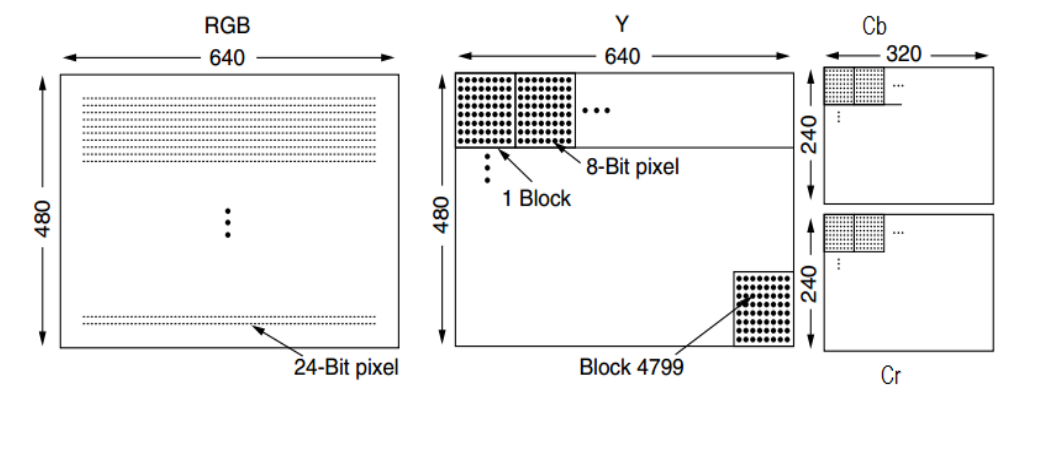 RGB
640
480
24-Bit pixel
Y
640
480
8-Bit pixel
1 Block
Block 4799
Cb
320
240
240
Cr